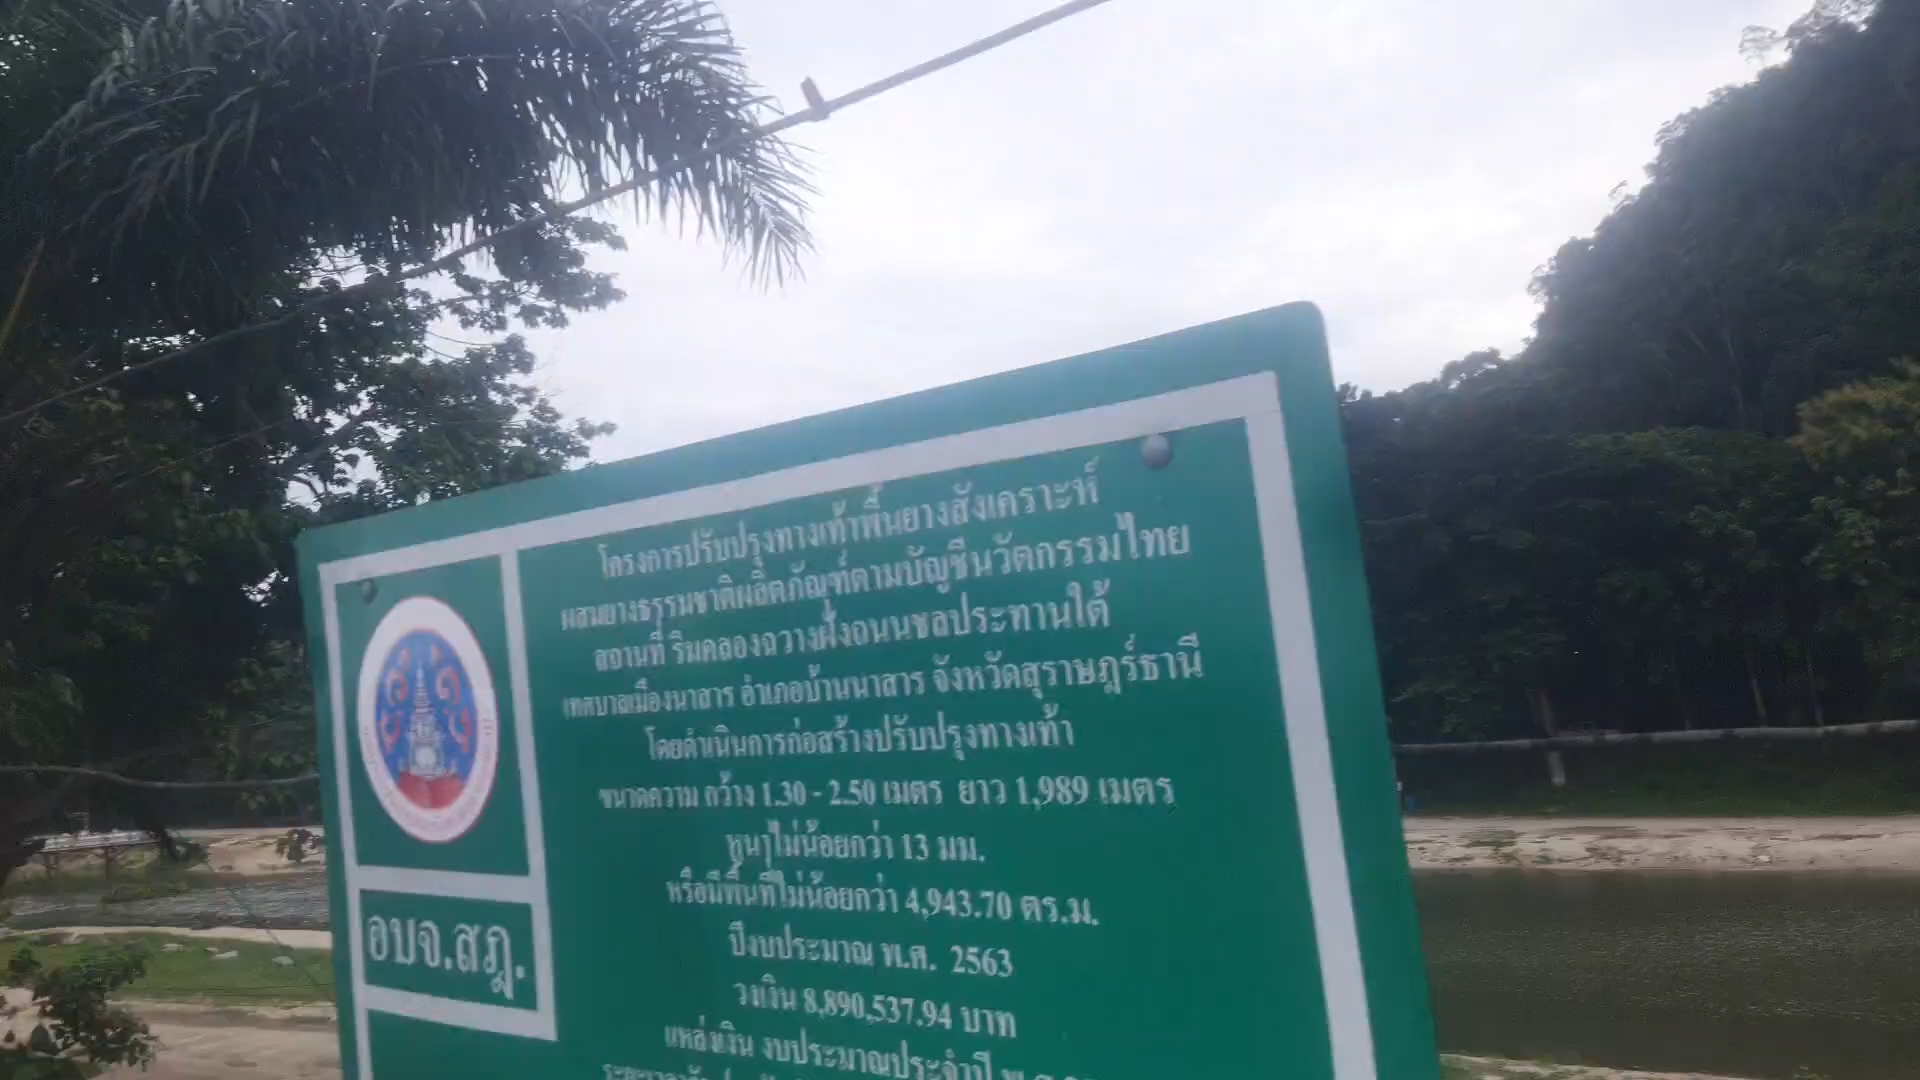 โครงการปรับปรุงทางเท้าพื้นยางสังเคราะห์
ผสมยางธรรมชาติผลิตภัณฑ์ตามบัญชีนวัตกรรมไทย
สถานที่ ริมคลองฉวางฝั่งถนนชลประทานใต้
เทศบาลเมืองนาสาร อำเภอบ้านนาสาร จังหวัดสุราษฎร์ธานี
โดยดำเนินการก่อสร้างปรับปรุงทางเท้า
ขนาดความ กว้าง 1.30 - 2.50 เมตร ยาว 1,989 เมตร
หนาไม่น้อยกว่า 13 มม.
หรือมีพื้นที่ไม่น้อยกว่า 4,943.70 ตร.ม.
อบจ.สฎ.
ปีงบประมาณ พ.ศ. 2563
วงเงิน 8,890,537.94 บาท
แหล่งเงิน งบประมาณประจำปี พ.ศ.